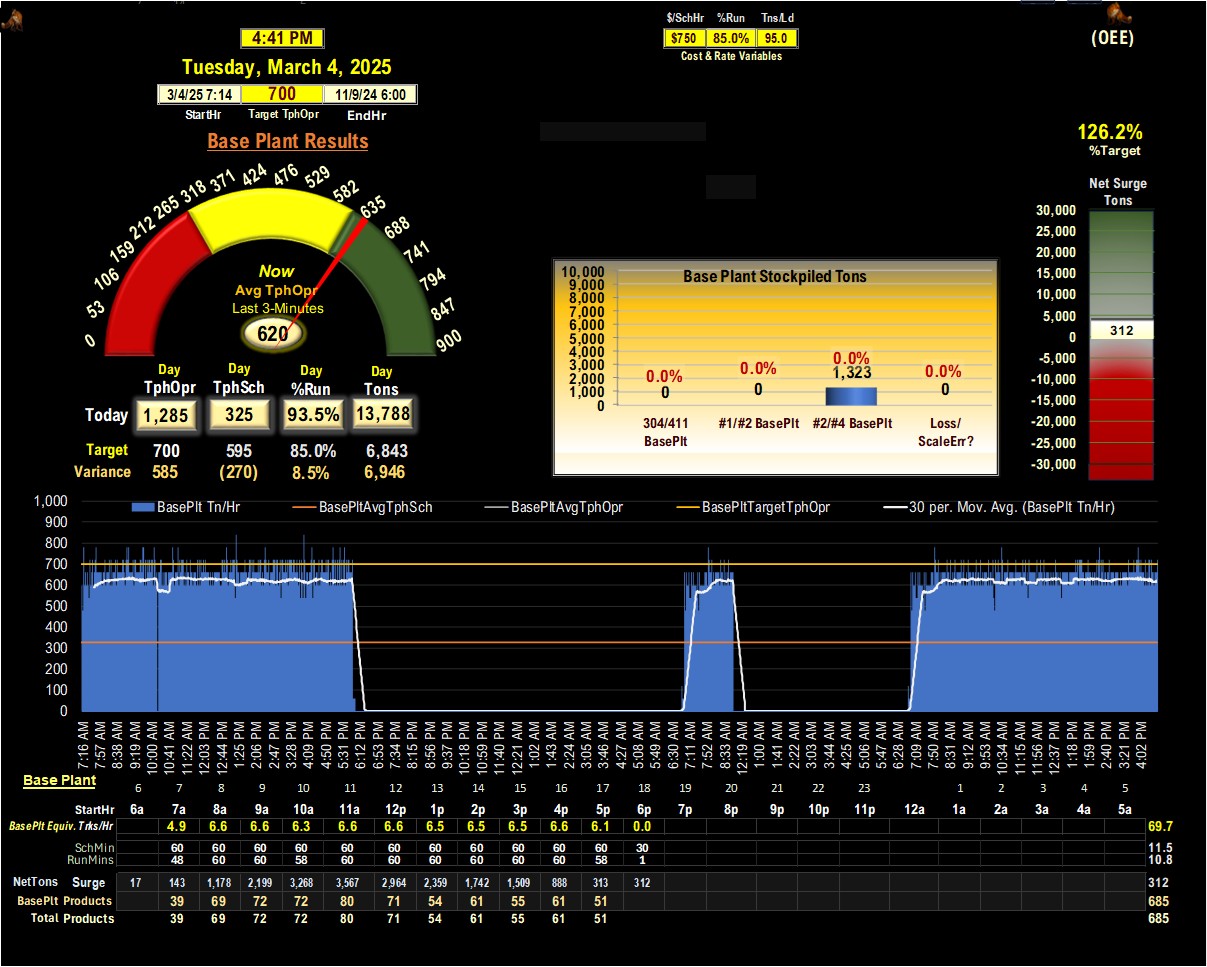 $/SchHr %Run Tns/Ld
$750 85.0% 95.0
Cost & Rate Variables
(OEE)
4:41 PM
Tuesday, March 4, 2025
3/4/25 7:14 700 11/9/24 6:00
StartHr Target TphOpr EndHr
Base Plant Results
126.2%
%Target
Net Surge
Tons
0 53 106 159 212 265 318 371 424 476 529 582 635 688 741 794 847 900
Now
Avg TphOpr
Last 3-Minutes
620
30,000
25,000
20,000
15,000
10,000
5,000
0
-5,000
-10,000
-15,000
-20,000
-25,000
-30,000
312
Base Plant Stockpiled Tons
10,000
9,000
8,000
7,000
6,000
5,000
4,000
3,000
2,000
1,000
0
0.0% 0.0% 0.0% 0.0%
0 0 1,323 0
304/411 #1/#2 BasePlt #2/#4 BasePlt Loss/
BasePlt ScaleErr?
Day Day Day Day
TphOpr TphSch %Run Tons
Today 1,285 325 93.5% 13,788
Target 700 595 85.0% 6,843
Variance 585 (270) 8.5% 6,946
BasePlt Tn/Hr BasePltAvgTphSch BasePltAvgTphOpr BasePltTargetTphOpr 30 per. Mov. Avg. (BasePlt Tn/Hr)
1,000
900
800
700
600
500
400
300
200
100
0
7:16 AM 7:57 AM 8:38 AM 9:19 AM 10:00 AM 10:41 AM 11:22 AM 12:03 PM 12:44 PM 1:25 PM 2:06 PM 2:47 PM 3:28 PM 4:09 PM 4:50 PM 5:31 PM 6:12 PM 6:53 PM 7:34 PM 8:15 PM 8:56 PM 9:37 PM 10:18 PM 10:59 PM 11:40 PM 12:21 AM 1:02 AM 1:43 AM 2:24 AM 3:05 AM 3:46 AM 4:27 AM 5:08 AM 5:49 AM 6:30 AM 7:11 AM 7:52 AM 8:38 AM 12:19 AM 1:00 AM 1:41 AM 2:22 AM 3:03 AM 3:44 AM 4:25 AM 5:06 AM 5:47 AM 6:28 AM 7:09 AM 7:50 AM 8:31 AM 9:12 AM 9:53 AM 10:34 AM 11:15 AM 11:56 AM 12:37 PM 1:18 PM 1:59 PM 2:40 PM 3:21 PM 4:02 PM
Base Plant
6 7 8 9 10 11 12 13 14 15 16 17 18 19 20 21 22 23 1 2 3 4 5
StartHr 6a 7a 8a 9a 10a 11a 12p 1p 2p 3p 4p 5p 6p 7p 8p 9p 10p 11p 12a 1a 2a 3a 4a 5a
BasePlt Equiv. Trks/Hr 4.9 6.6 6.6 6.3 6.6 6.6 6.5 6.5 6.5 6.6 6.1 0.0 69.7
SchMin 60 60 60 60 60 60 60 60 60 60 60 30 11.5
RunMins 48 60 60 58 60 60 60 60 60 60 58 1 10.8
NetTons Surge 17 143 1,178 2,199 3,268 3,567 2,964 2,359 1,742 1,509 888 313 312 312
BasePlt Products 39 69 72 72 80 71 54 61 55 61 51 685
Total Products 39 69 72 72 80 71 54 61 55 61 51 685